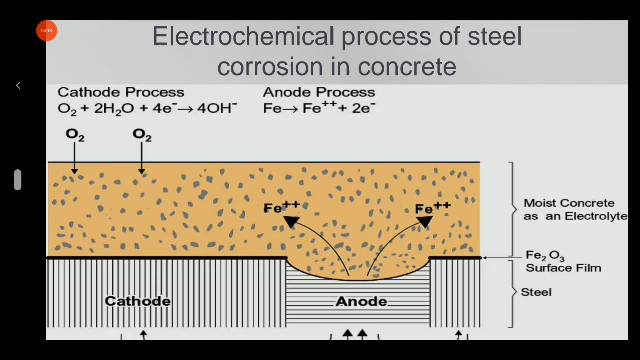 Electrochemical process of steel
corrosion in concrete
Cathode Process
O₂ + 2H₂O + 4e⁻→ 4OH⁻
Anode Process
Fe→ Fe⁺⁺+ 2e⁻
O₂
O₂
Fe⁺⁺
Fe⁺⁺
Moist Concrete
as an Electrolyte
Fe₂O₃
Surface Film
Steel
Cathode
Anode